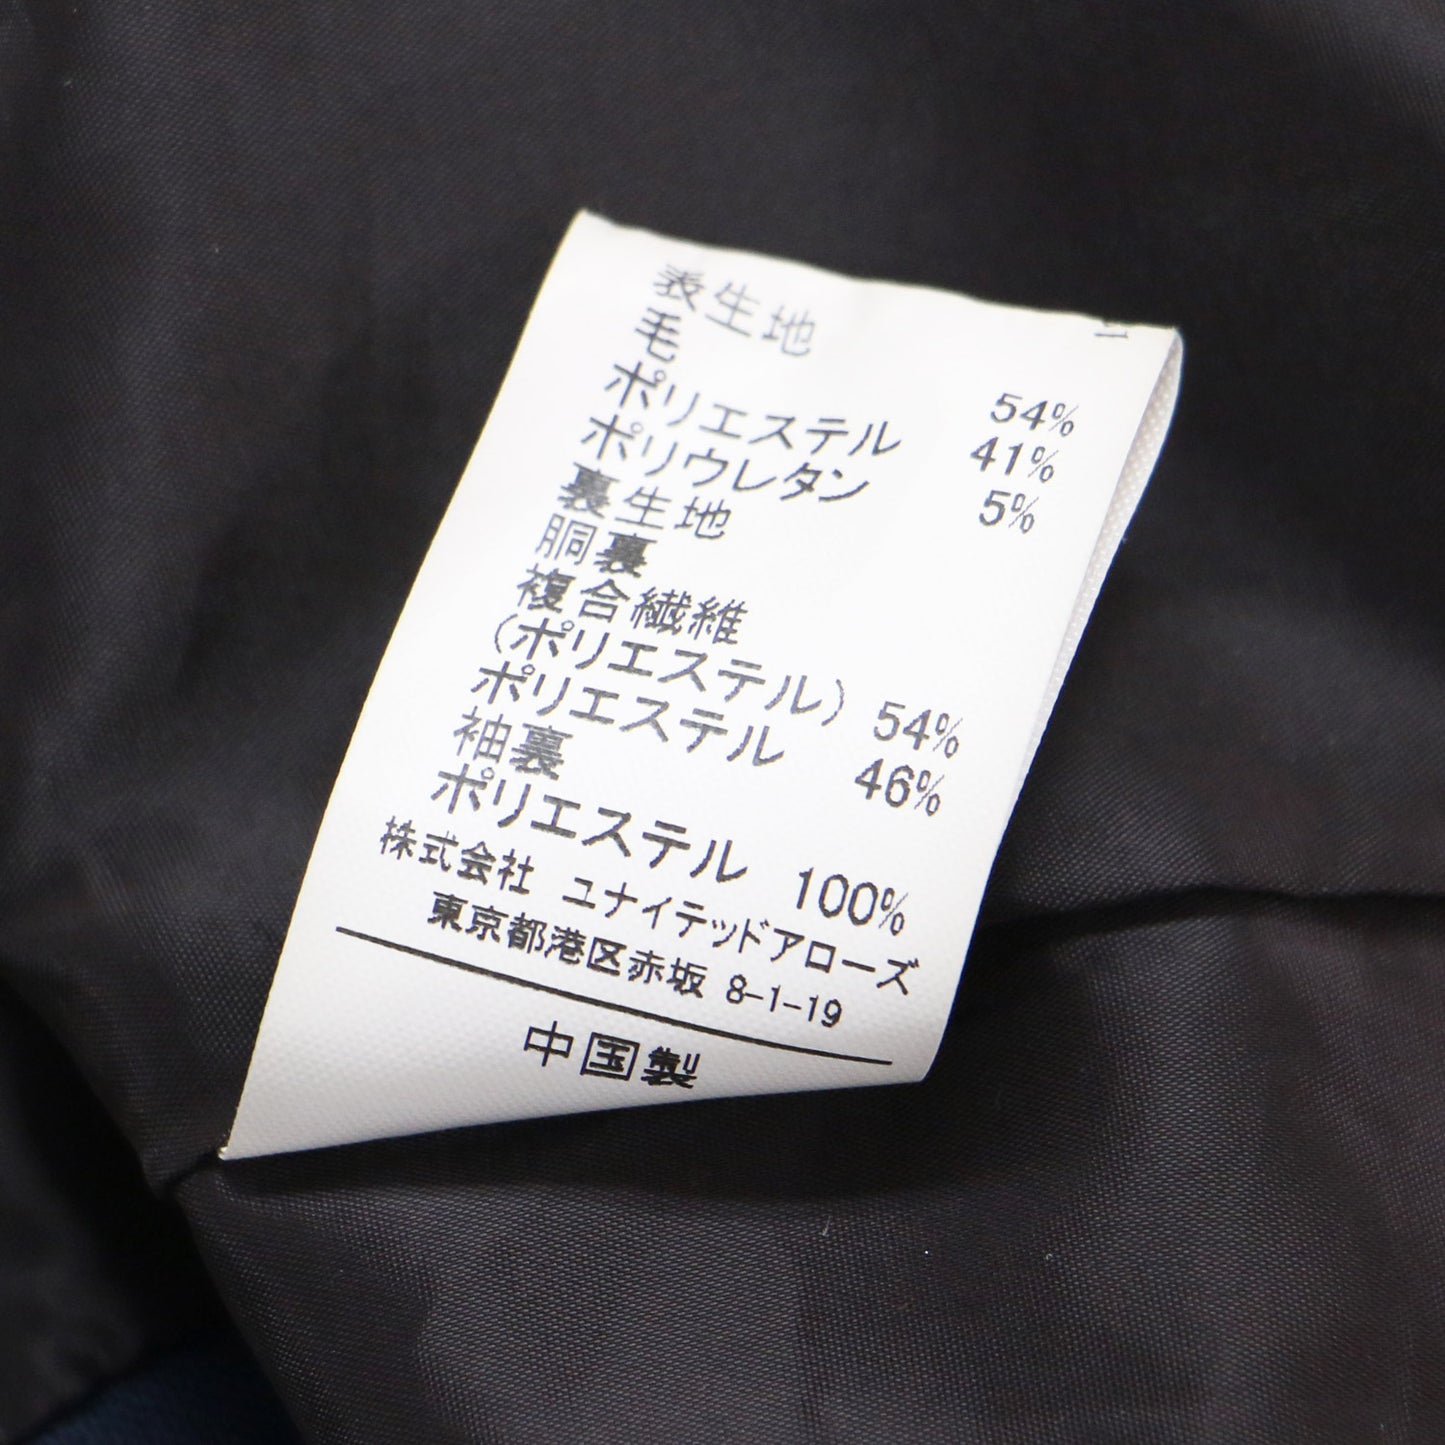 表生地
毛 54%
ポリエステル 41%
ポリウレタン 5%
裏生地
胴裏
複合繊維
(ポリエステル) 54%
ポリエステル 46%
袖裏
ポリエステル 100%
株式会社 ユナイテッドアローズ
東京都港区赤坂 8-1-19
中国製